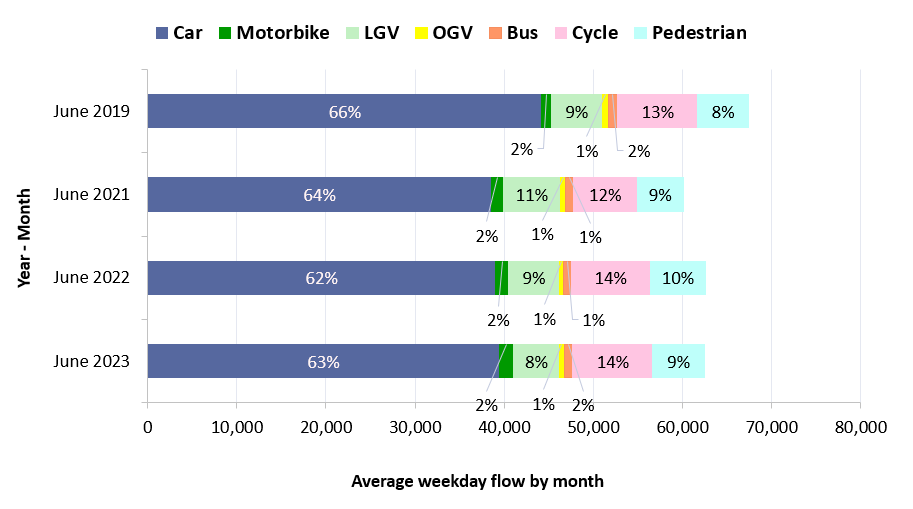 Car Motorbike LGV OGV Bus Cycle Pedestrian
June 2019 66% 9% 13% 8%
2% 1% 2%
June 2021 64% 11% 12% 9%
2% 1% 1%
June 2022 62% 9% 14% 10%
2% 1% 1%
June 2023 63% 8% 14% 9%
2% 1% 2%
Year - Month
0 10,000 20,000 30,000 40,000 50,000 60,000 70,000 80,000
Average weekday flow by month